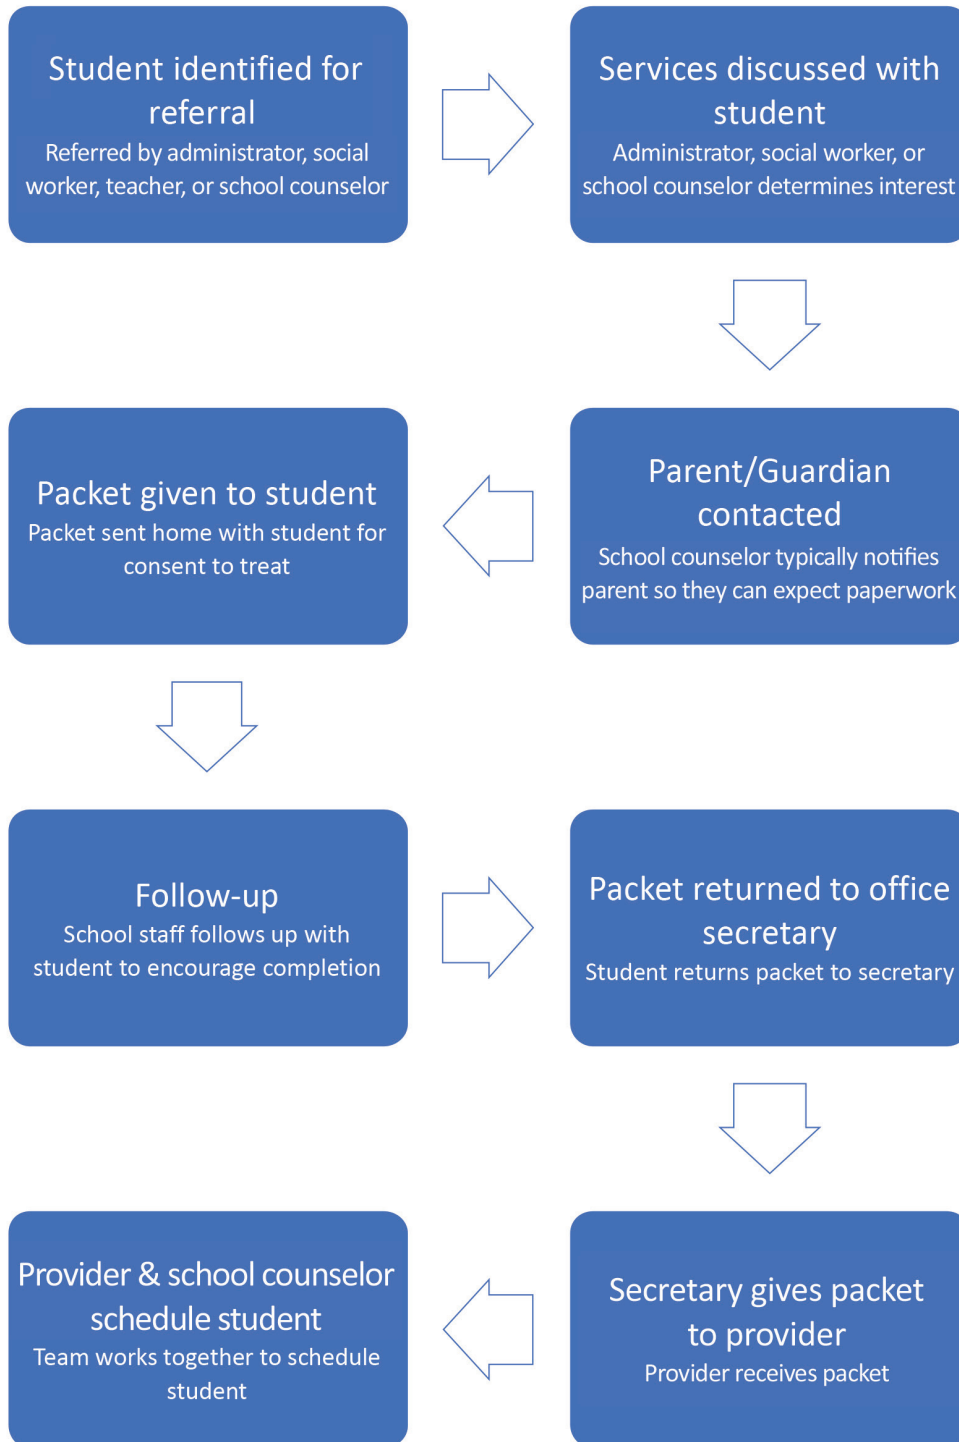 Student identified for
referral
Referred by administrator, social
worker, teacher, or school counselor
Services discussed with
student
Administrator, social worker, or
school counselor determines interest
Parent/Guardian
contacted
School counselor typically notifies
parent so they can expect paperwork
Packet given to student
Packet sent home with student for
consent to treat
Follow-up
School staff follows up with
student to encourage completion
Packet returned to office
secretary
Student returns packet to secretary
Secretary gives packet
to provider
Provider receives packet
Provider & school counselor
schedule student
Team works together to schedule
student